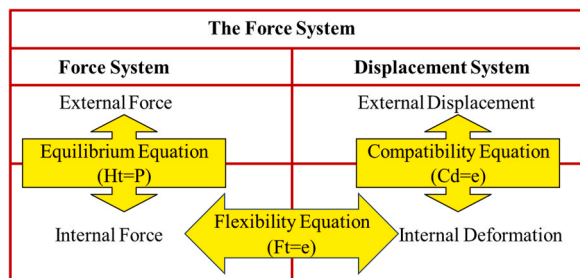 The Force System
Force System
Displacement System
External Force
External Displacement
Equilibrium Equation
(Ht=P)
Compatibility Equation
(Cd=e)
Internal Force
Flexibility Equation
(Ft=e)
Internal Deformation